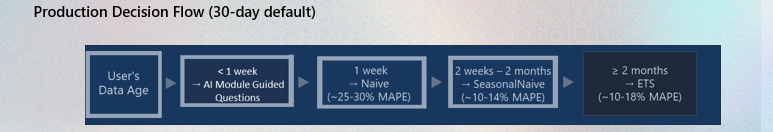 Production Decision Flow (30-day default)
User's
Data Age
< 1 week
→ AI Module Guided
Questions
1 week
→ Naive
(~25-30% MAPE)
2 weeks – 2 months
→ SeasonalNaive
(~10-14% MAPE)
≥ 2 months
→ ETS
(~10-18% MAPE)